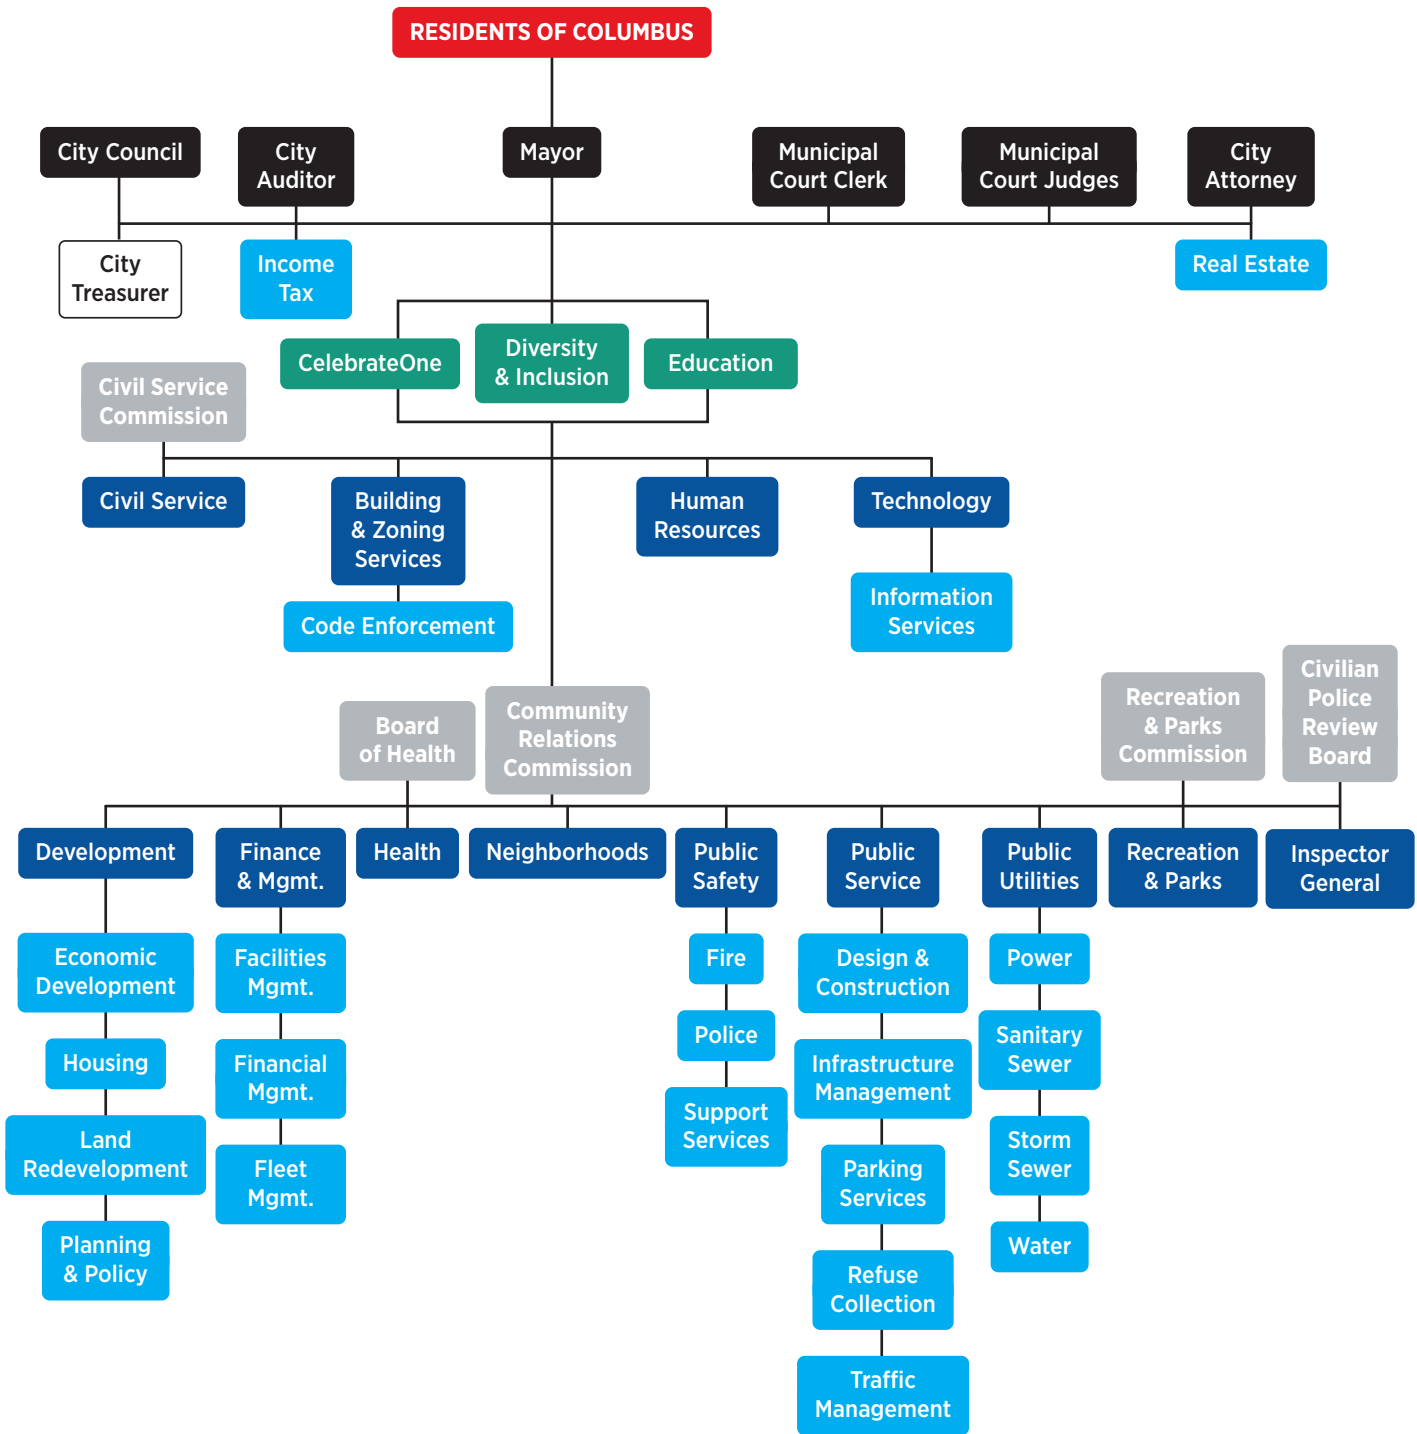 RESIDENTS OF COLUMBUS
City Council
City
Auditor
Mayor
Municipal
Court Clerk
Municipal
Court Judges
City
Attorney
City
Treasurer
Income
Tax
Real Estate
CelebrateOne
Diversity
& Inclusion
Education
Civil Service
Commission
Civil Service
Building
& Zoning
Services
Human
Resources
Technology
Code Enforcement
Information
Services
Board
of Health
Community
Relations
Commission
Recreation
& Parks
Commission
Civilian
Police
Review
Board
Development
Finance
& Mgmt.
Health
Neighborhoods
Public
Safety
Public
Service
Public
Utilities
Recreation
& Parks
Inspector
General
Economic
Development
Housing
Land
Redevelopment
Planning
& Policy
Facilities
Mgmt.
Financial
Mgmt.
Fleet
Mgmt.
Fire
Police
Support
Services
Design &
Construction
Infrastructure
Management
Parking
Services
Refuse
Collection
Traffic
Management
Power
Sanitary
Sewer
Storm
Sewer
Water